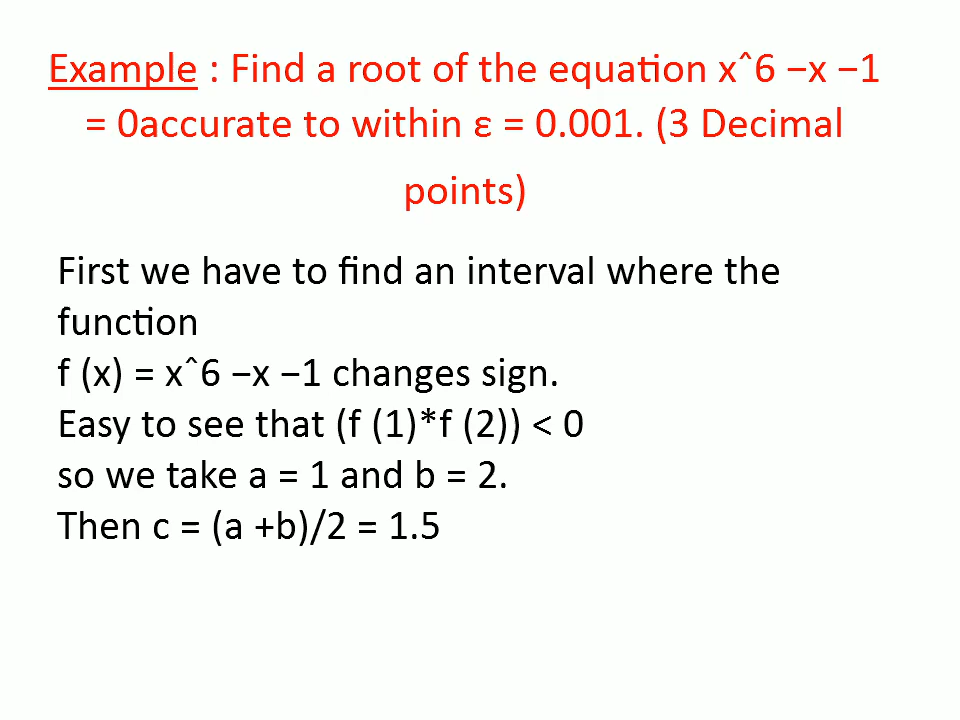 Example : Find a root of the equation xˆ6 −x −1
= 0accurate to within ε = 0.001. (3 Decimal
points)
First we have to find an interval where the
function
f (x) = xˆ6 −x −1 changes sign.
Easy to see that (f (1)*f (2)) < 0
so we take a = 1 and b = 2.
Then c = (a +b)/2 = 1.5